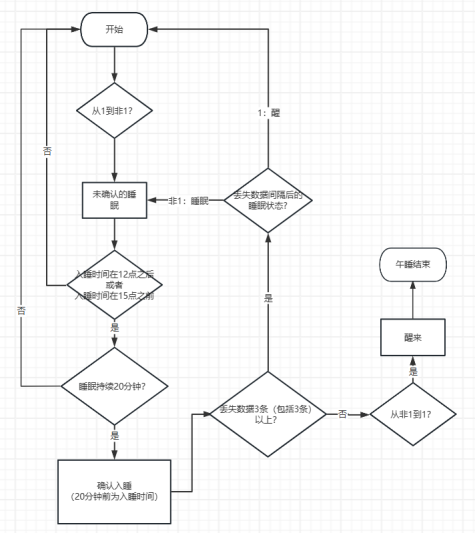 开始
从1到非1?
否
1: 醒
未确认的睡
眠
非1: 睡眠
丢失数据间隔后的
睡眠状态?
入睡时间在12点之后
或者
入睡时间在15点之前
午睡结束
否
是
是
醒来
睡眠持续20分钟?
是
丢失数据3条（包括3条）
以上?
否
从非1到1?
是
确认入睡
（20分钟前为入睡时间）